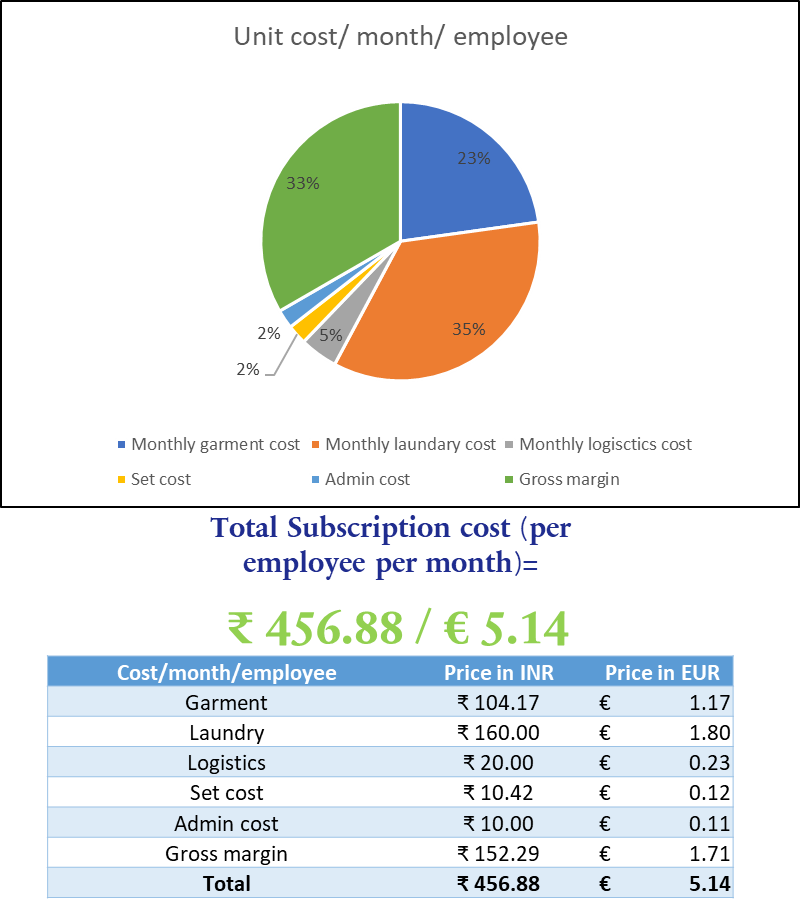 Unit cost/ month/ employee
23%
33%
35%
5%
2%
2%
Monthly garment cost Monthly laundary cost Monthly logisctics cost
Set cost Admin cost Gross margin
Total Subscription cost (per
employee per month)=
₹ 456.88 / € 5.14
Cost/month/employee Price in INR Price in EUR
Garment ₹ 104.17 € 1.17
Laundry ₹ 160.00 € 1.80
Logistics ₹ 20.00 € 0.23
Set cost ₹ 10.42 € 0.12
Admin cost ₹ 10.00 € 0.11
Gross margin ₹ 152.29 € 1.71
Total ₹ 456.88 € 5.14